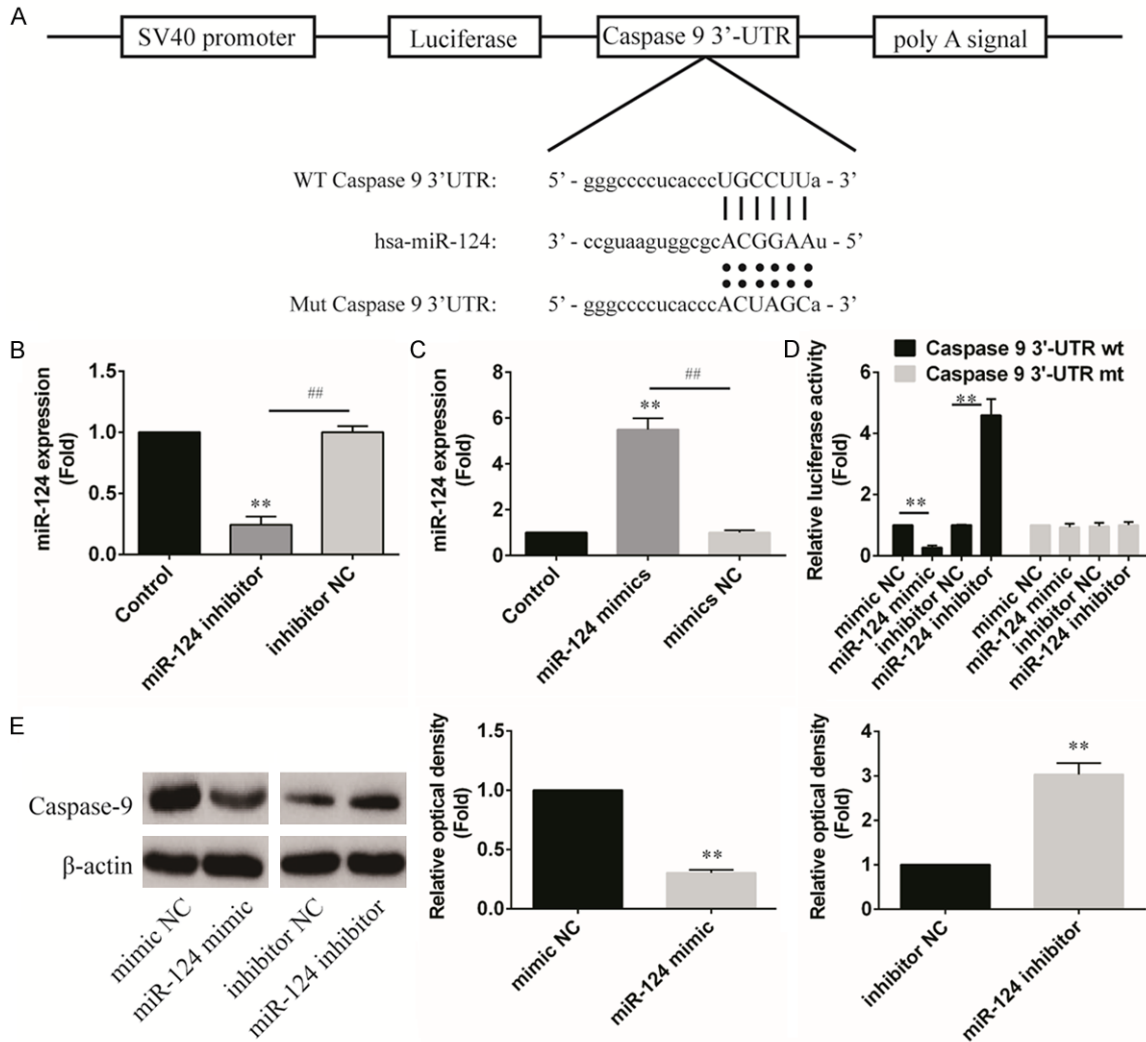 A
SV40 promoter
Luciferase
Caspase 9 3’-UTR
poly A signal
WT Caspase 9 3’UTR: 5’ - gggccccucacccUGCCUUa - 3’
hsa-miR-124: 3’ - ccguaaguggcgcACGGAAu - 5’
Mut Caspase 9 3’UTR: 5’ - gggccccucacccACUAGCa - 3’
B
miR-124 expression
(Fold)
1.5
1.0
0.5
0.0
##
**
Control
miR-124 inhibitor
inhibitor NC
C
miR-124 expression
(Fold)
8
6
4
2
0
##
**
Control
miR-124 mimics
mimics NC
D
Caspase 9 3'-UTR wt
Caspase 9 3'-UTR mt
Relative luciferase activity
(Fold)
6
4
2
0
**
**
mimic NC
miR-124 mimic
inhibitor NC
miR-124 inhibitor
mimic NC
miR-124 mimic
inhibitor NC
miR-124 inhibitor
E
Caspase-9
β-actin
mimic NC
miR-124 mimic
inhibitor NC
miR-124 inhibitor
Relative optical density
(Fold)
1.5
1.0
0.5
0.0
**
mimic NC
miR-124 mimic
Relative optical density
(Fold)
4
3
2
1
0
**
inhibitor NC
miR-124 inhibitor